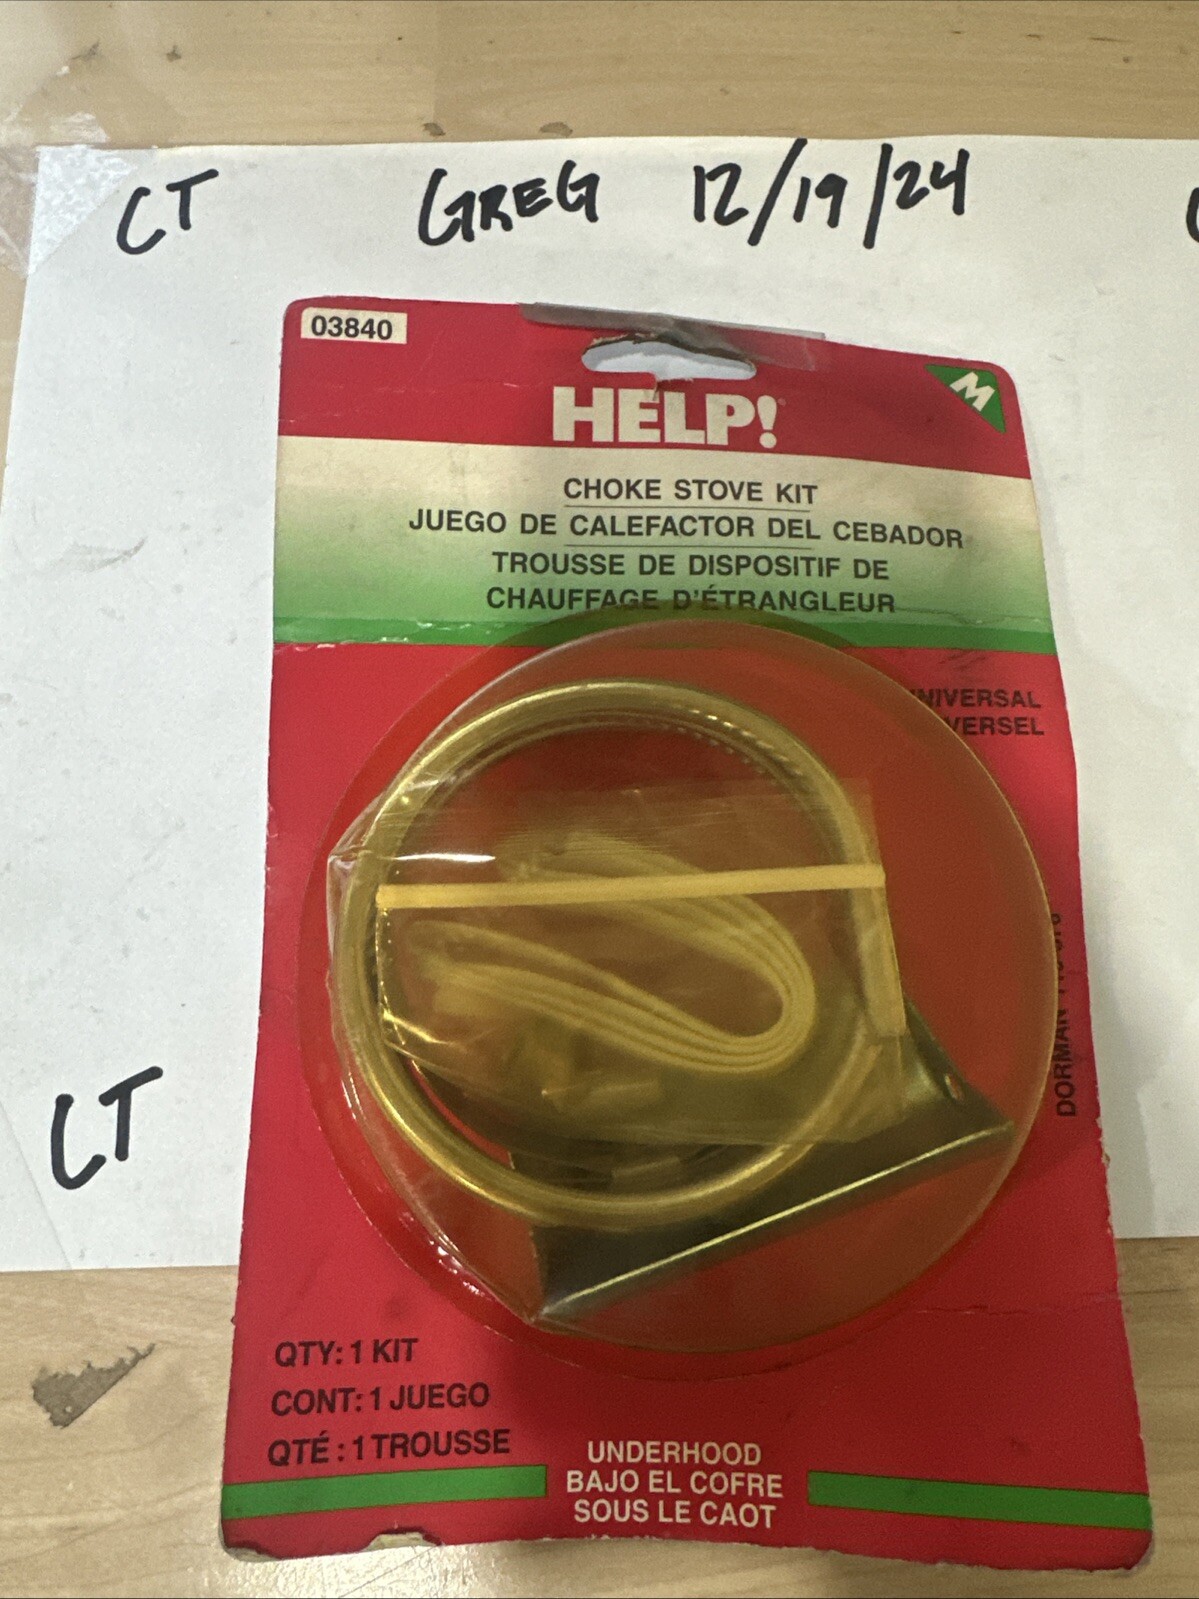 CT GREG 12/19/24
03840
M
HELP!
CHOKE STOVE KIT
JUEGO DE CALEFACTOR DEL CEBADOR
TROUSSE DE DISPOSITIF DE
CHAUFFAGE D'ÉTRANGLEUR
CT
DORMAN
QTY: 1 KIT
CONT: 1 JUEGO
QTÉ : 1 TROUSSE
UNDERHOOD
BAJO EL COFRE
SOUS LE CAOT